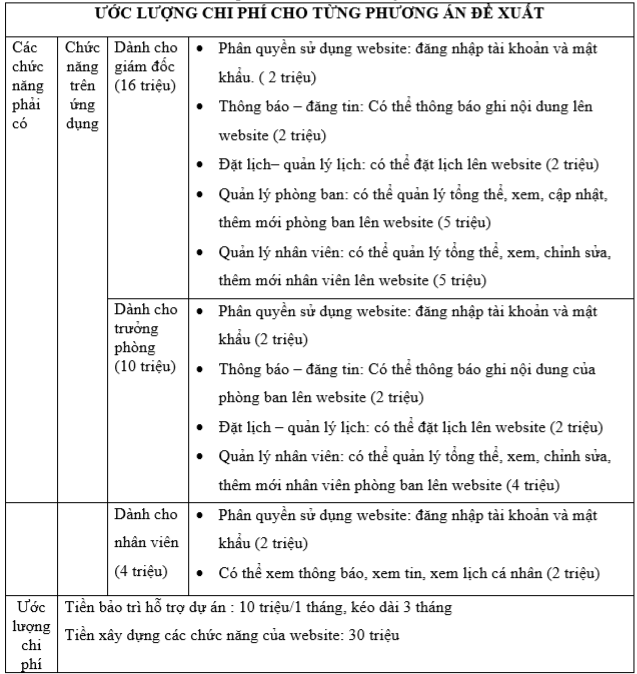 ƯỚC LƯỢNG CHI PHÍ CHO TỪNG PHƯƠNG ÁN ĐỀ XUẤT
Các
chức
năng
phải
có
Chức
năng
trên
ứng
dụng
Dành cho
giám đốc
(16 triệu)
• Phân quyền sử dụng website: đăng nhập tài khoản và mật
khẩu. ( 2 triệu)
• Thông báo – đăng tin: Có thể thông báo ghi nội dung lên
website (2 triệu)
• Đặt lịch– quản lý lịch: có thể đặt lịch lên website (2 triệu)
• Quản lý phòng ban: có thể quản lý tổng thể, xem, cập nhật,
thêm mới phòng ban lên website (5 triệu)
• Quản lý nhân viên: có thể quản lý tổng thể, xem, chỉnh sửa,
thêm mới nhân viên lên website (5 triệu)
Dành cho
trưởng
phòng
(10 triệu)
• Phân quyền sử dụng website: đăng nhập tài khoản và mật
khẩu (2 triệu)
• Thông báo – đăng tin: Có thể thông báo ghi nội dung của
phòng ban lên website (2 triệu)
• Đặt lịch – quản lý lịch: có thể đặt lịch lên website (2 triệu)
• Quản lý nhân viên: có thể quản lý tổng thể, xem, chỉnh sửa,
thêm mới nhân viên phòng ban lên website (4 triệu)
Dành cho
nhân viên
(4 triệu)
• Phân quyền sử dụng website: đăng nhập tài khoản và mật
khẩu (2 triệu)
• Có thể xem thông báo, xem tin, xem lịch cá nhân (2 triệu)
Ước
lượng
chi
phí
Tiền bảo trì hỗ trợ dự án : 10 triệu/1 tháng, kéo dài 3 tháng
Tiền xây dựng các chức năng của website: 30 triệu